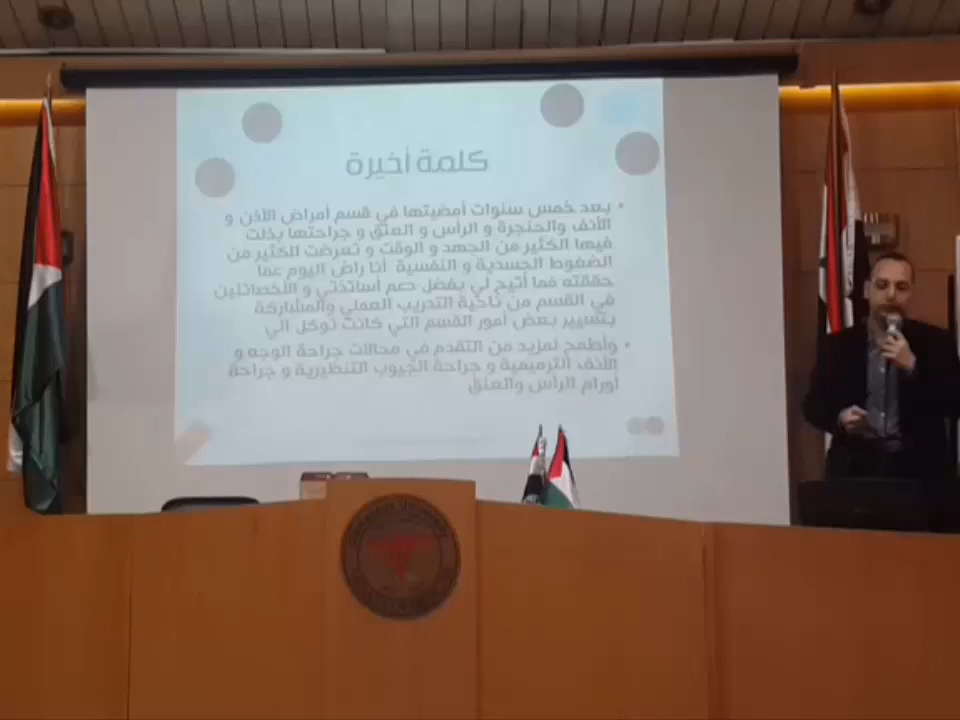 كلمة أخيرة
• بعد خمس سنوات أمضيتها في قسم أمراض الأذن و
الأنف والحنجرة و الرأس و العنق و جراحتها بذلت
فيها الكثير من الجهد و الوقت و تعرضت للكثير من
الضغوط الجسدية و النفسية أنا راض اليوم عما
حققته فما أتيح لي بفضل دعم أساتذتي و الأخصائيين
في القسم من ناحية التدريب العملي والمشاركة
بتسيير بعض أمور القسم التي كانت توكل الي
• وأطمح لمزيد من التقدم في مجالات جراحة الوجه و
الأنف الترميمية و جراحة الجيوب التنظيرية و جراحة
أورام الرأس والعنق